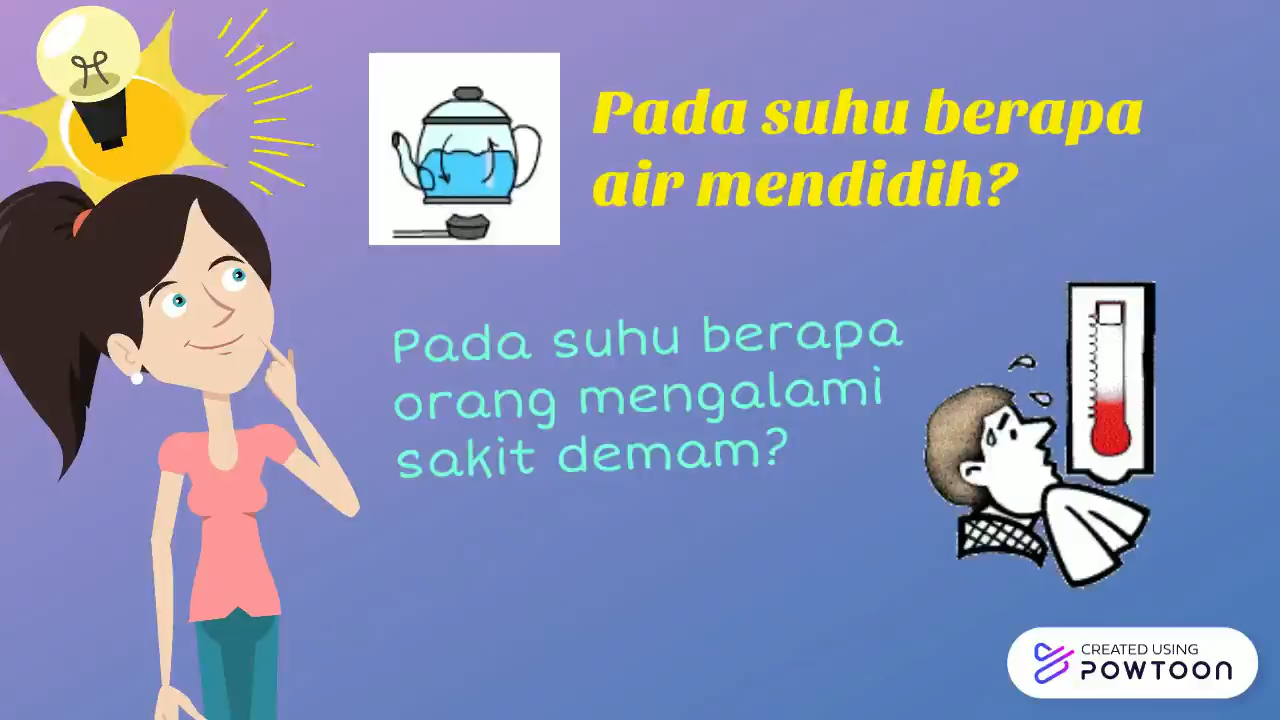 Pada suhu berapa
air mendidih?
Pada suhu berapa
orang mengalami
sakit demam?
CREATED USING
POWTOON